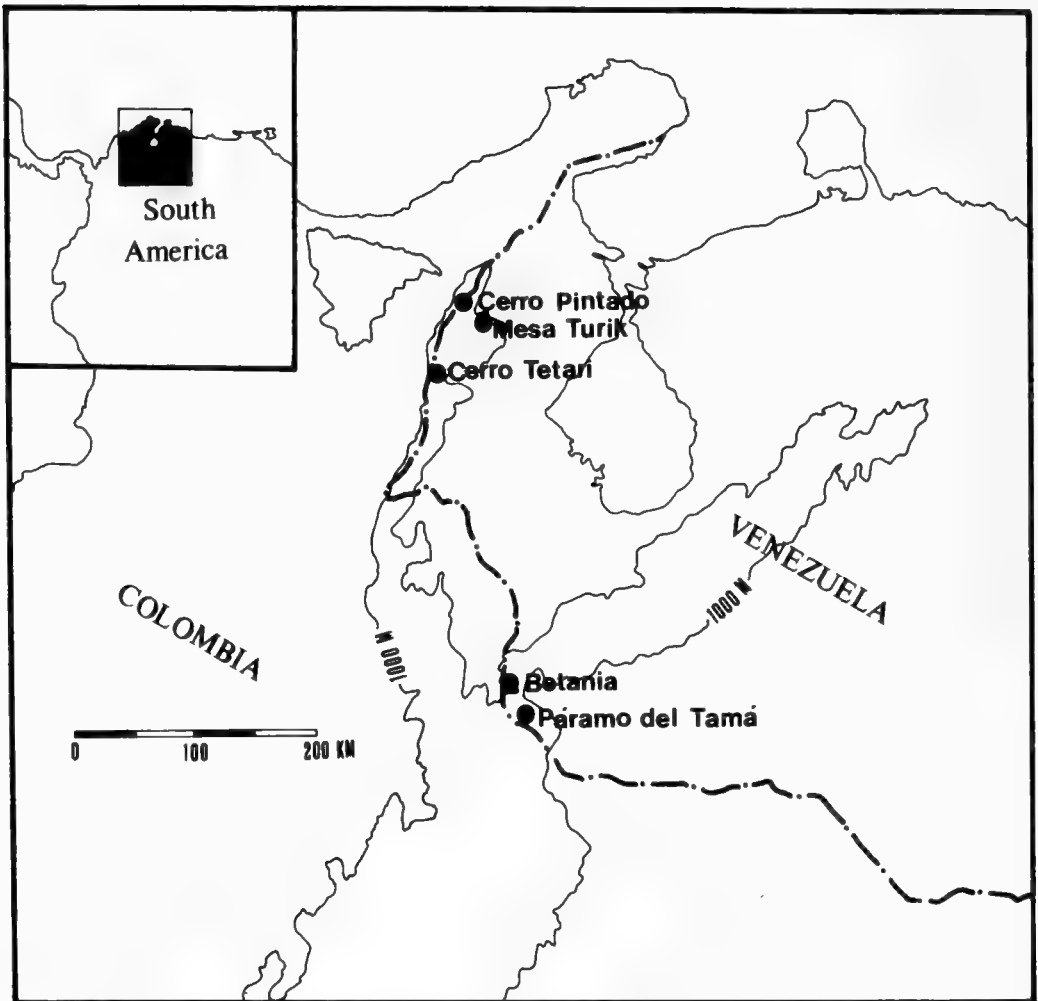 South
America
Cerro Pintado
Mesa Turik
Cerro Tetari
VENEZUELA
COLOMBIA
1000 M
1000 M
Betania
Páramo del Tamá
0 100 200 KM